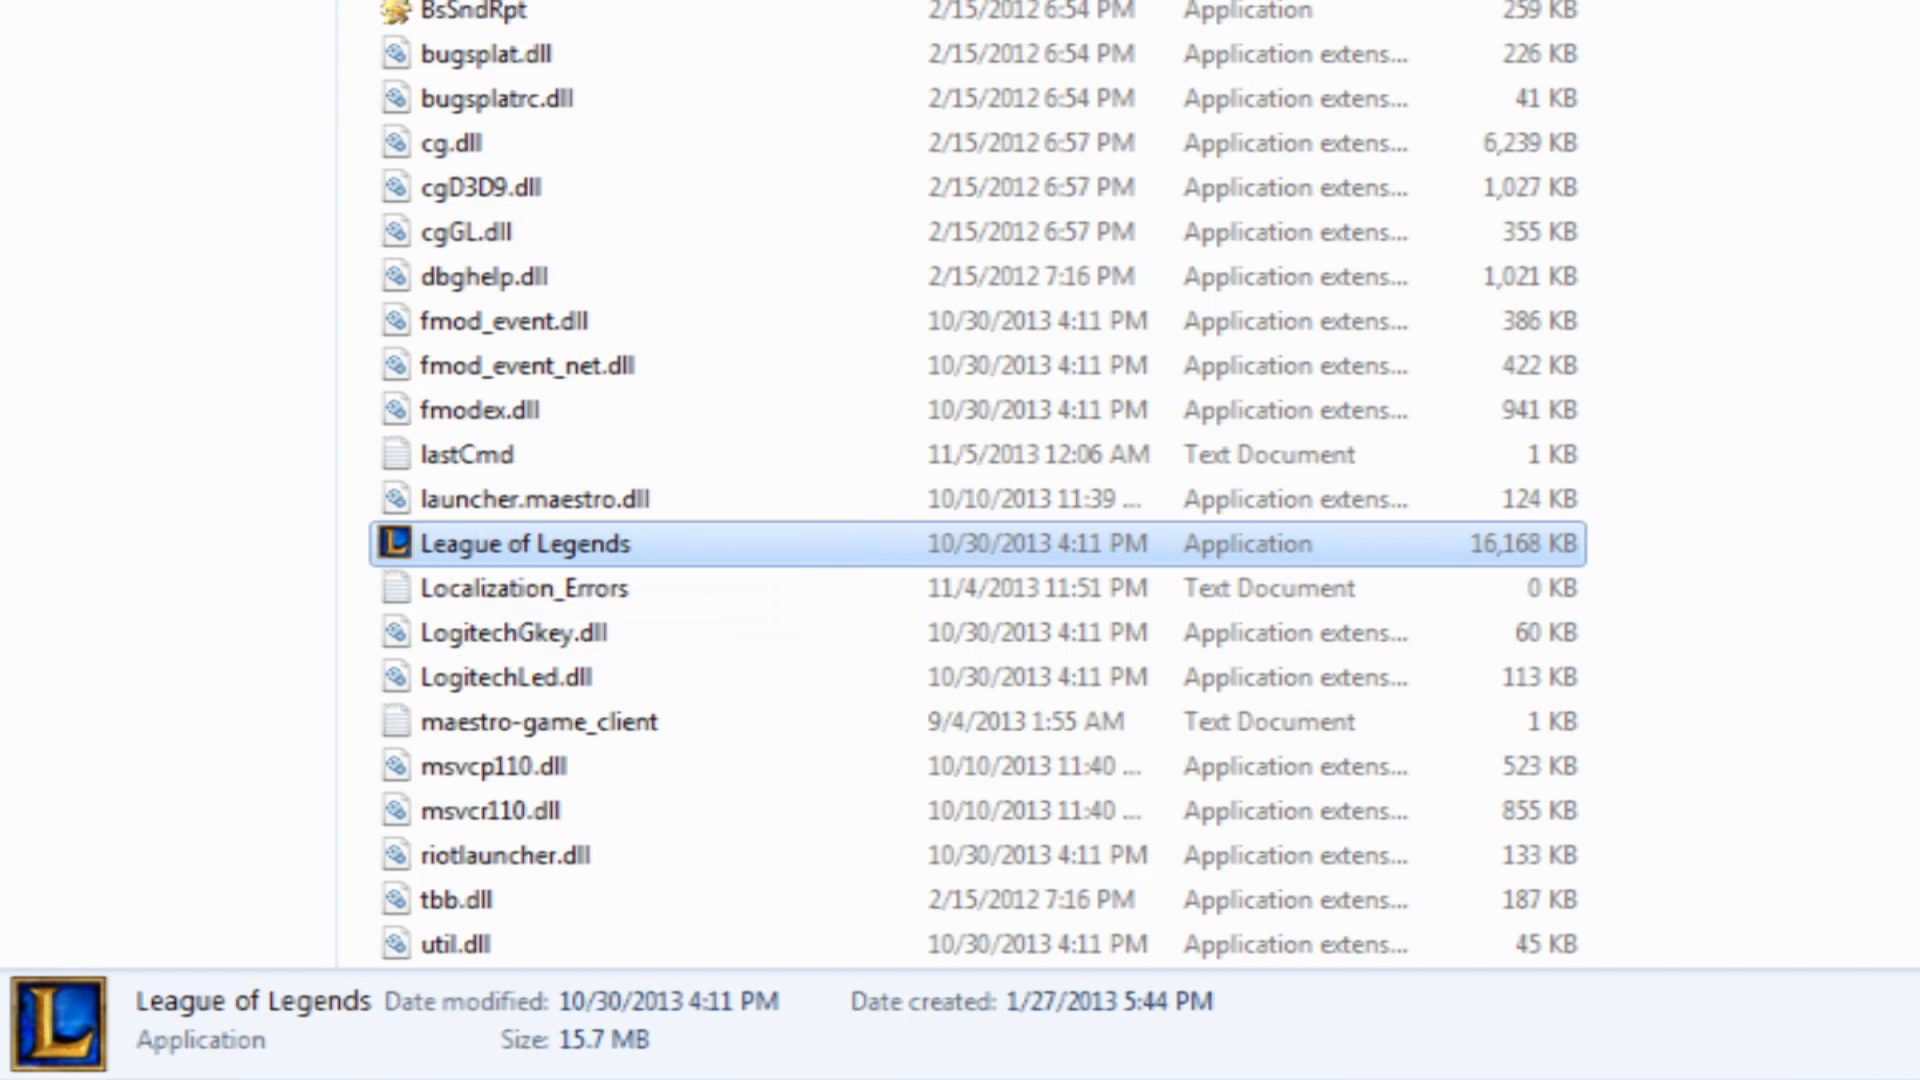 BsSndRpt 2/15/2012 6:54 PM Application 259 KB
bugsplat.dll 2/15/2012 6:54 PM Application extens... 226 KB
bugsplatrc.dll 2/15/2012 6:54 PM Application extens... 41 KB
cg.dll 2/15/2012 6:57 PM Application extens... 6,239 KB
cgD3D9.dll 2/15/2012 6:57 PM Application extens... 1,027 KB
cgGL.dll 2/15/2012 6:57 PM Application extens... 355 KB
dbghelp.dll 2/15/2012 7:16 PM Application extens... 1,021 KB
fmod_event.dll 10/30/2013 4:11 PM Application extens... 386 KB
fmod_event_net.dll 10/30/2013 4:11 PM Application extens... 422 KB
fmodex.dll 10/30/2013 4:11 PM Application extens... 941 KB
lastCmd 11/5/2013 12:06 AM Text Document 1 KB
launcher.maestro.dll 10/10/2013 11:39 ... Application extens... 124 KB
League of Legends 10/30/2013 4:11 PM Application 16,168 KB
Localization_Errors 11/4/2013 11:51 PM Text Document 0 KB
LogitechGkey.dll 10/30/2013 4:11 PM Application extens... 60 KB
LogitechLed.dll 10/30/2013 4:11 PM Application extens... 113 KB
maestro-game_client 9/4/2013 1:55 AM Text Document 1 KB
msvcp110.dll 10/10/2013 11:40 ... Application extens... 523 KB
msvcr110.dll 10/10/2013 11:40 ... Application extens... 855 KB
riotlauncher.dll 10/30/2013 4:11 PM Application extens... 133 KB
tbb.dll 2/15/2012 7:16 PM Application extens... 187 KB
util.dll 10/30/2013 4:11 PM Application extens... 45 KB
L League of Legends Date modified: 10/30/2013 4:11 PM Date created: 1/27/2013 5:44 PM
Application Size: 15.7 MB